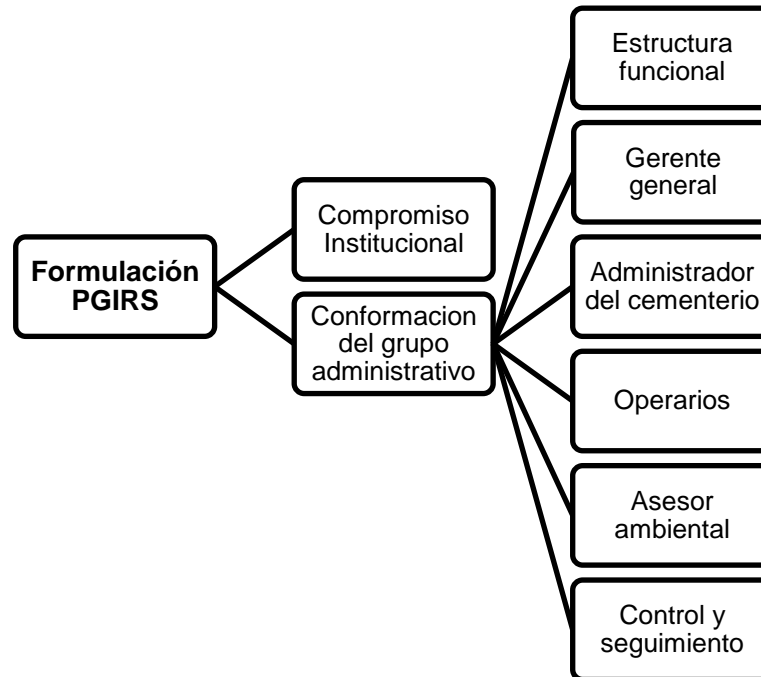 Formulación
PGIRS
Compromiso
Institucional
Conformacion
del grupo
administrativo
Estructura
funcional
Gerente
general
Administrador
del cementerio
Operarios
Asesor
ambiental
Control y
seguimiento